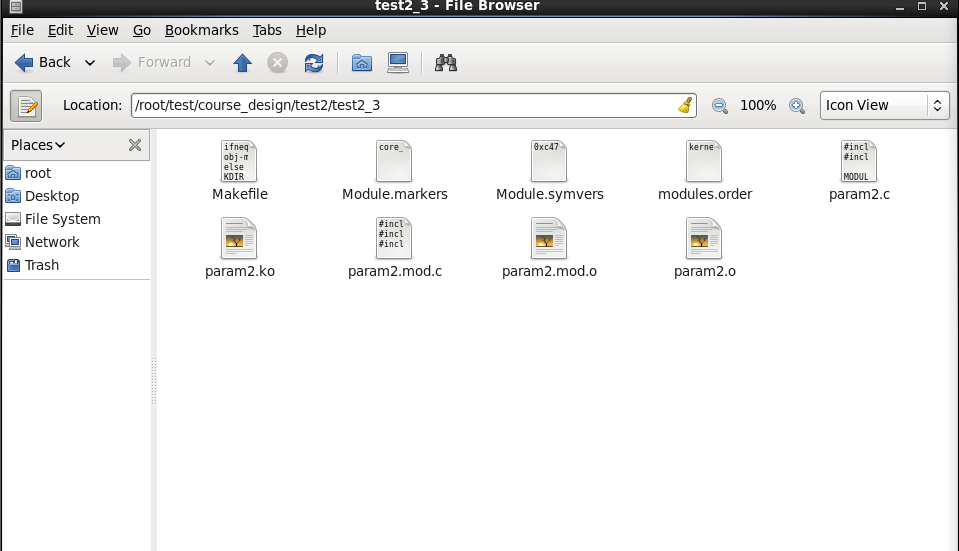 test2_3 - File Browser
File Edit View Go Bookmarks Tabs Help
Back Forward
Location: /root/test/course_design/test2/test2_3 100% Icon View
Places
root
Desktop
File System
Network
Trash
ifneq
obj-m
else
KDIR
Makefile
core_
Module.markers
0xc47
Module.symvers
kerne
modules.order
#incl
#incl
MODUL
param2.c
param2.ko
#incl
#incl
#incl
param2.mod.c
param2.mod.o
param2.o